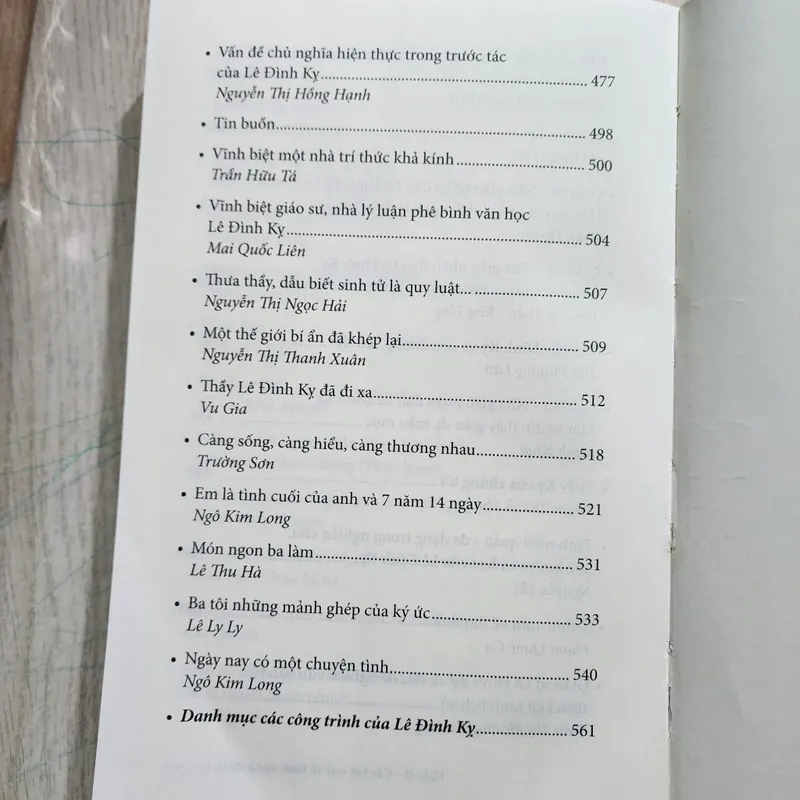 • Vấn đề chủ nghĩa hiện thực trong trước tác
của Lê Đình Kỵ........................................................ 477
Nguyễn Thị Hồng Hạnh
• Tin buồn................................................................ 498
• Vĩnh biệt một nhà trí thức khả kính........................ 500
Trần Hữu Tá
• Vĩnh biệt giáo sư, nhà lý luận phê bình văn học
Lê Đình Kỵ............................................................. 504
Mai Quốc Liên
• Thưa thầy, dẫu biết sinh tử là quy luật... .................. 507
Nguyễn Thị Ngọc Hải
• Một thế giới bí ẩn đã khép lại.................................. 509
Nguyễn Thị Thanh Xuân
• Thầy Lê Đình Kỵ đã đi xa........................................ 512
Vu Gia
• Càng sống, càng hiểu, càng thương nhau.................. 518
Trường Sơn
• Em là tình cuối của anh và 7 năm 14 ngày................ 521
Ngô Kim Long
• Món ngon ba làm................................................... 531
Lê Thu Hà
• Ba tôi những mảnh ghép của ký ức.......................... 533
Lê Ly Ly
• Ngày nay có một chuyện tình.................................. 540
Ngô Kim Long
• Danh mục các công trình của Lê Đình Kỵ................ 561